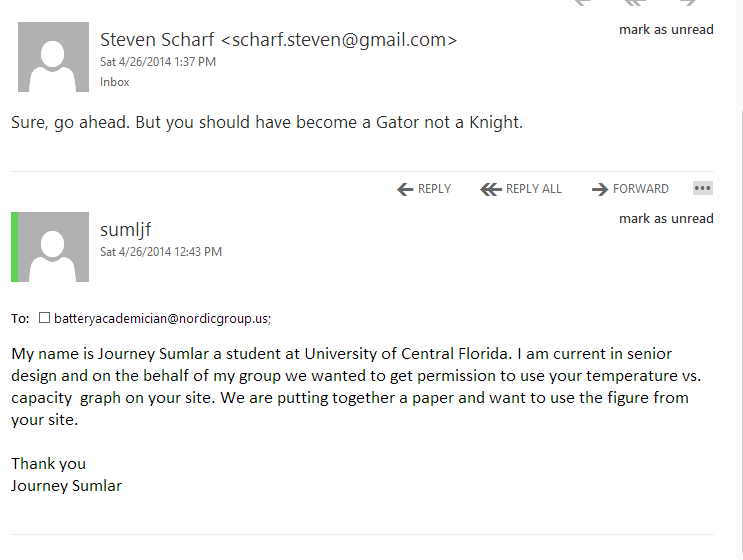 mark as unread
Steven Scharf <scharf.steven@gmail.com>
Sat 4/26/2014 1:37 PM
Inbox
Sure, go ahead. But you should have become a Gator not a Knight.
REPLY REPLY ALL FORWARD •••
mark as unread
sumljf
Sat 4/26/2014 12:43 PM
To: batteryacademician@nordicgroup.us;
My name is Journey Sumlar a student at University of Central Florida. I am current in senior
design and on the behalf of my group we wanted to get permission to use your temperature vs.
capacity graph on your site. We are putting together a paper and want to use the figure from
your site.
Thank you
Journey Sumlar